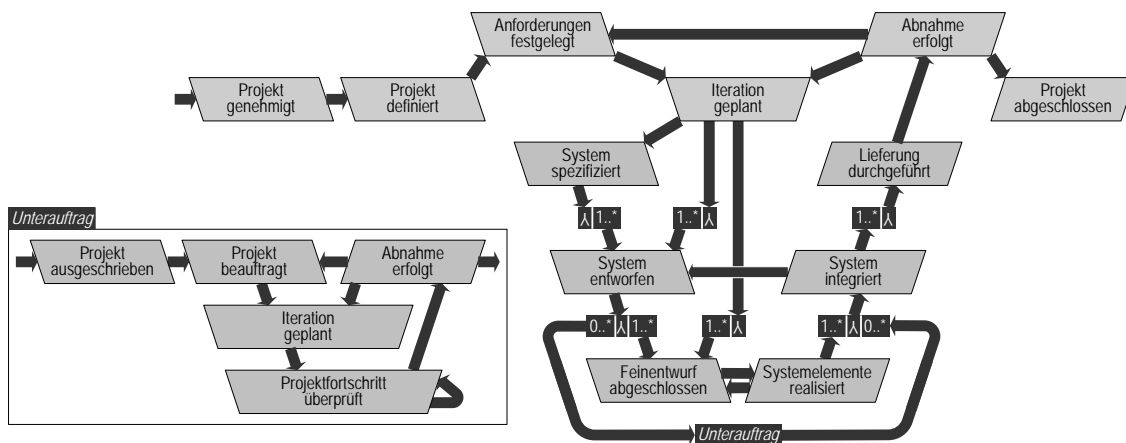 Anforderungen
festgelegt
Abnahme
erfolgt
Projekt
genehmigt
Projekt
definiert
Iteration
geplant
Projekt
abgeschlossen
System
spezifiziert
Lieferung
durchgeführt
1..*
1..*
1..*
System
entworfen
System
integriert
0..* 1..*
1..*
1..* 0..*
Feinentwurf
abgeschlossen
Systemelemente
realisiert
Unterauftrag
Unterauftrag
Projekt
ausgeschrieben
Projekt
beauftragt
Abnahme
erfolgt
Iteration
geplant
Projektfortschritt
überprüft